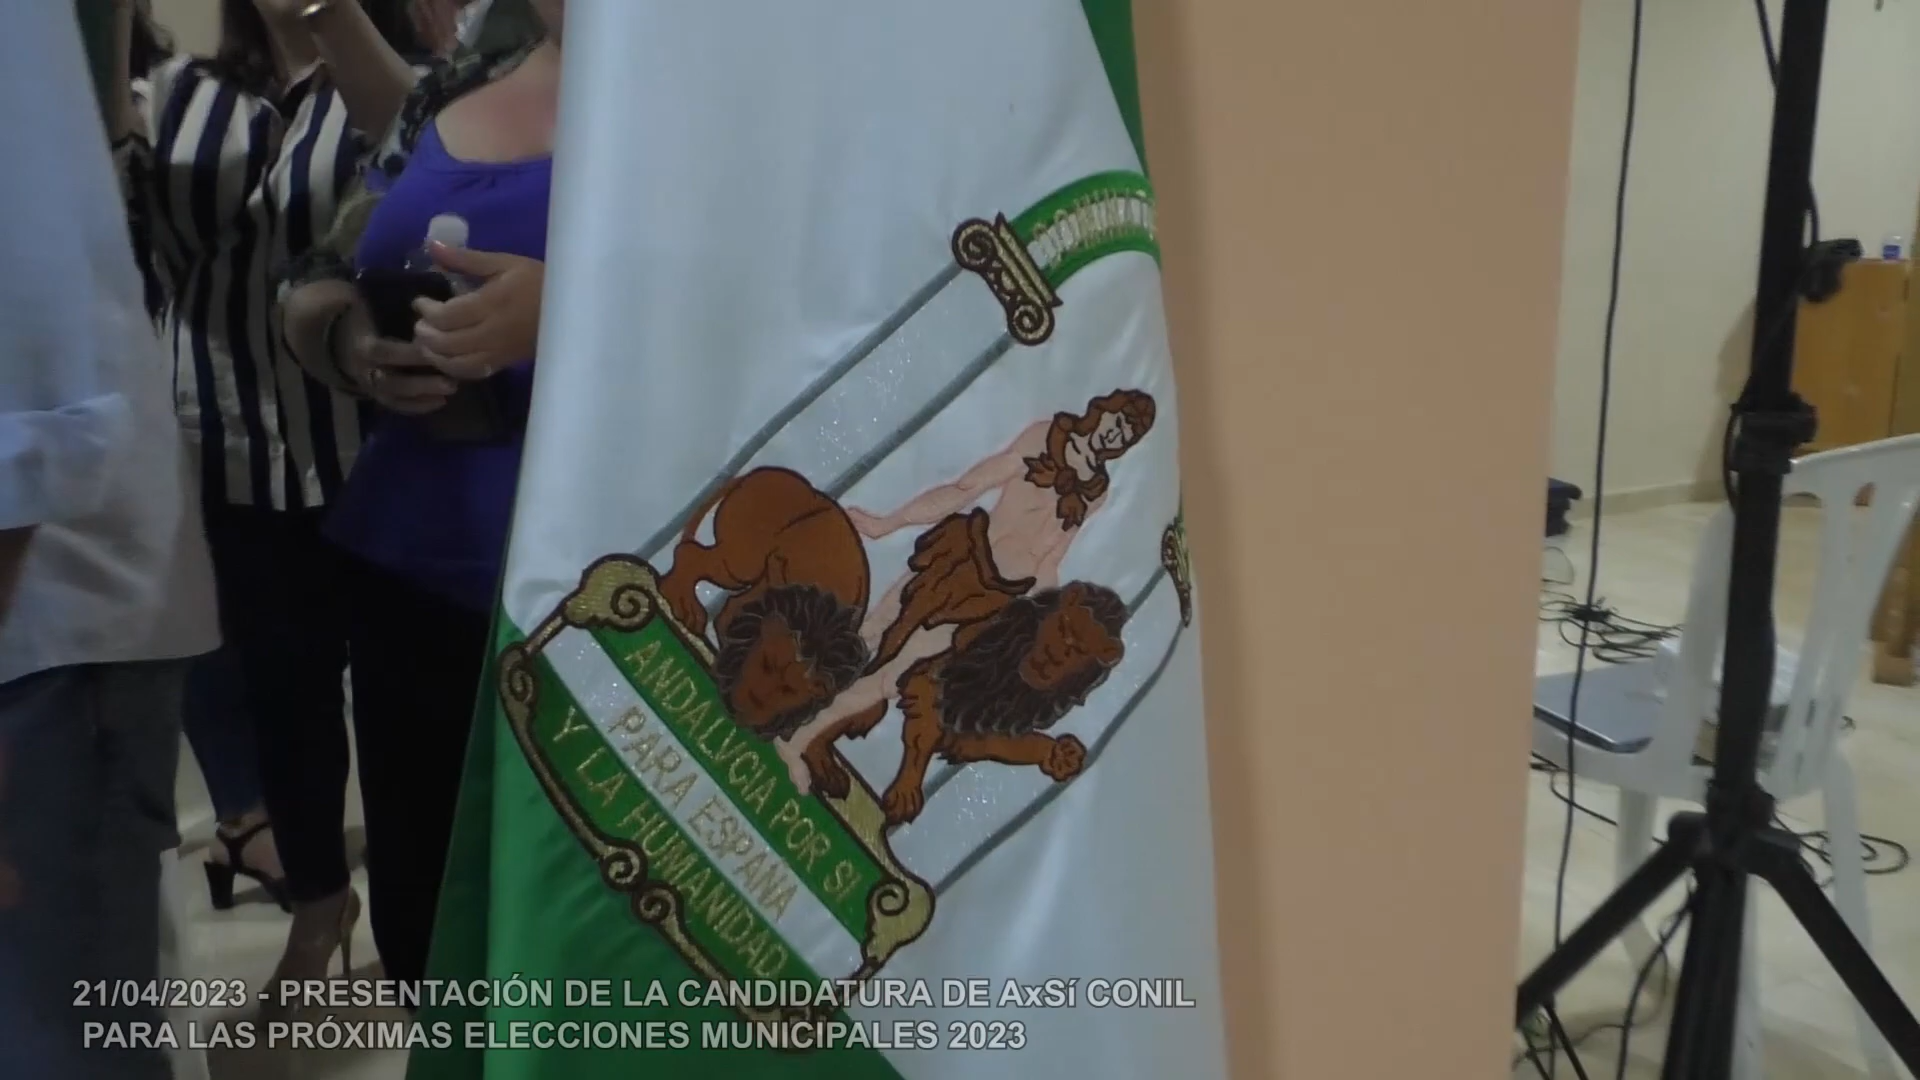 ANDALVCIA POR SI
PARA ESPAÑA
Y LA HUMANIDAD
21/04/2023 - PRESENTACIÓN DE LA CANDIDATURA DE AxSí CONIL
PARA LAS PRÓXIMAS ELECCIONES MUNICIPALES 2023